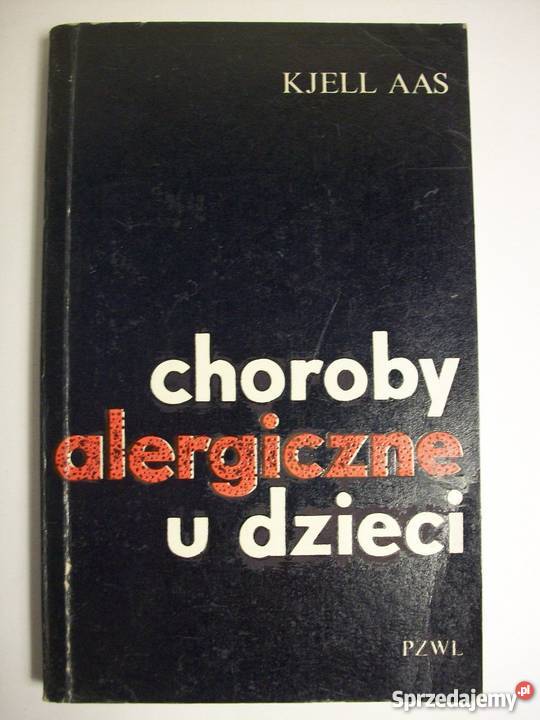 KJELL AAS
choroby
alergiczne
u dzieci
PZWL
Sprzedajemy.pl